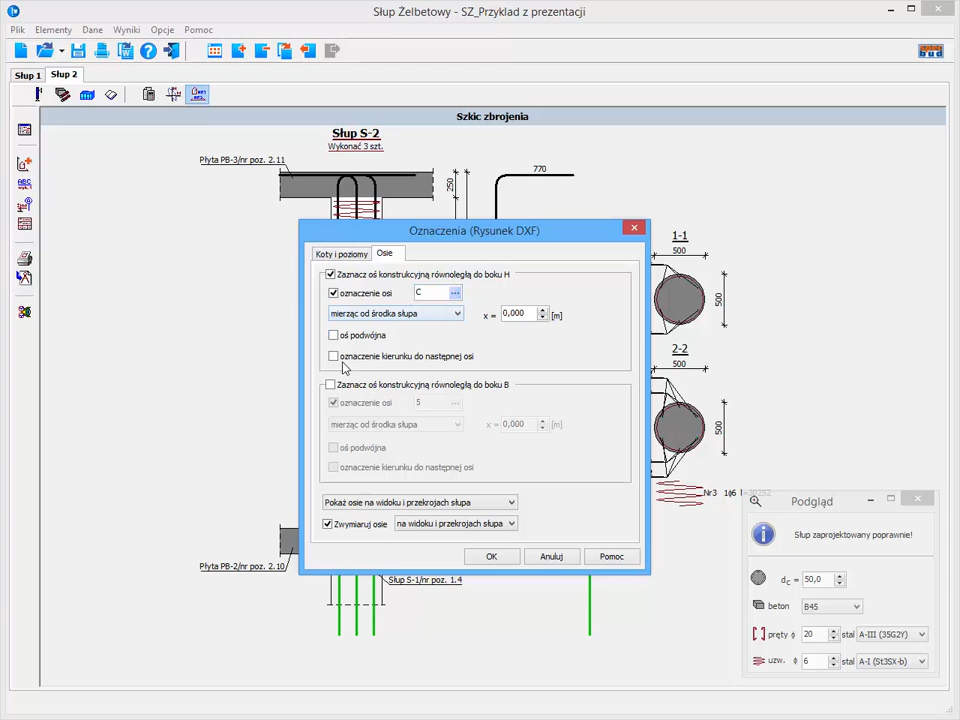 Słup Żelbetowy - SZ_Przykład z prezentacji
Plik Elementy Dane Wyniki Opcje Pomoc
bud
Słup 1 Słup 2
Szkic zbrojenia
Słup S-2
Wykonać 3 szt.
Płyta PB-3/nr poz. 2.11
250
770
Oznaczenia (Rysunek DXF)
Koty i poziomy Osie
Zaznacz oś konstrukcyjną równoległą do boku H
oznaczenie osi C ...
mierząc od środka słupa x = 0,000 [m]
oś podwójna
oznaczenie kierunku do następnej osi
Zaznacz oś konstrukcyjną równoległą do boku B
oznaczenie osi 5 ...
mierząc od środka słupa x = 0,000 [m]
oś podwójna
oznaczenie kierunku do następnej osi
Pokaż osie na widoku i przekrojach słupa
Zwymiaruj osie na widoku i przekrojach słupa
OK Anuluj Pomoc
1-1
500
500
2-2
500
500
Nr3 1ϕ6
Płyta PB-2/nr poz. 2.10
Słup S-1/nr poz. 1.4
Podgląd
Słup zaprojektowany poprawnie!
dc = 50,0
beton B45
pręty ϕ 20 stal A-III (35G2Y)
uzw. ϕ 6 stal A-I (St3SX-b)